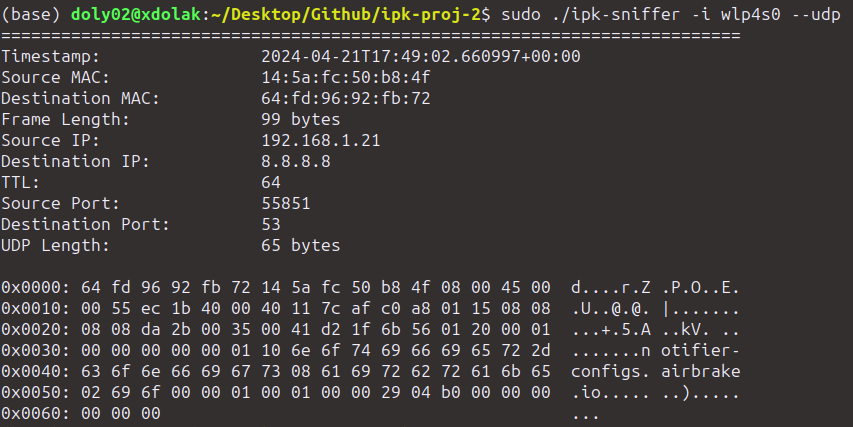 (base) doly02@xdolak:~/Desktop/Github/ipk-proj-2$ sudo ./ipk-sniffer -i wlp4s0 --udp
==========================================================================
Timestamp: 2024-04-21T17:49:02.660997+00:00
Source MAC: 14:5a:fc:50:b8:4f
Destination MAC: 64:fd:96:92:fb:72
Frame Length: 99 bytes
Source IP: 192.168.1.21
Destination IP: 8.8.8.8
TTL: 64
Source Port: 55851
Destination Port: 53
UDP Length: 65 bytes
0x0000: 64 fd 96 92 fb 72 14 5a fc 50 b8 4f 08 00 45 00 d....r.Z .P.O..E.
0x0010: 00 55 ec 1b 40 00 40 11 7c af c0 a8 01 15 08 08 .U..@.@. |.......
0x0020: 08 08 da 2b 00 35 00 41 d2 1f 6b 56 01 20 00 01 ...+.5.A ..kV. ..
0x0030: 00 00 00 00 00 01 10 6e 6f 74 69 66 69 65 72 2d .......n otifier-
0x0040: 63 6f 6e 66 69 67 73 08 61 69 72 62 72 61 6b 65 configs. airbrake
0x0050: 02 69 6f 00 00 01 00 01 00 00 29 04 b0 00 00 00 .io..... ..).....
0x0060: 00 00 00 ...